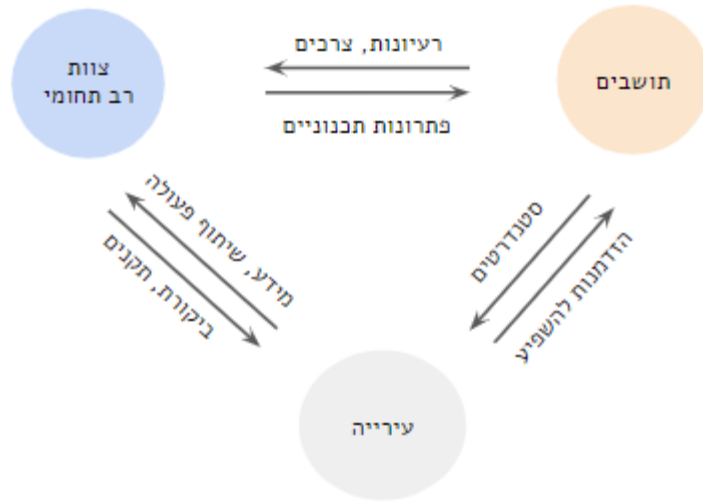 רעיונות, צרכים
צוות
רב תחומי
תושבים
פתרונות תכנוניים
מידע, שיתוף פעולה
ביקורת, תקנים
סטנדרטים
הזדמנות להשפיע
עירייה